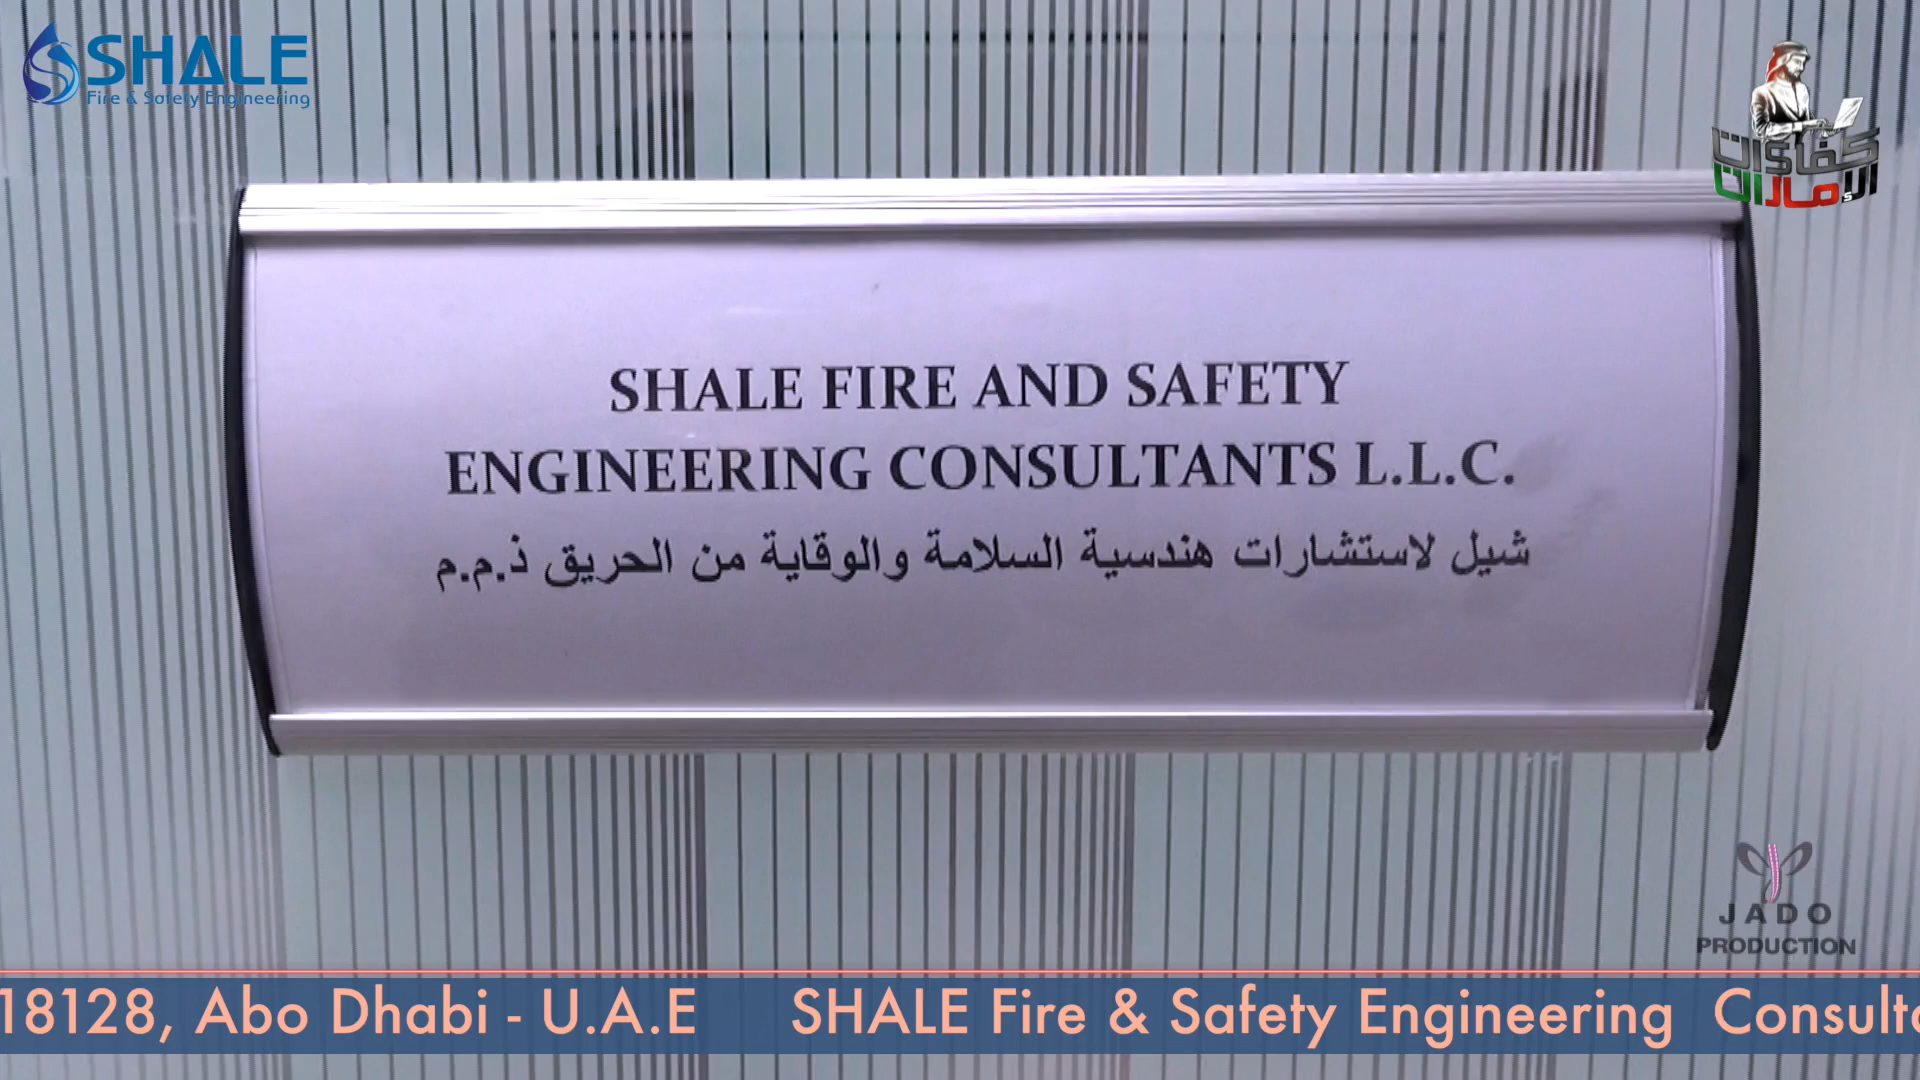 SHALE
Fire & Safety Engineering
كفاءات
الإمارات
SHALE FIRE AND SAFETY
ENGINEERING CONSULTANTS L.L.C.
شيل لاستشارات هندسية السلامة والوقاية من الحريق ذ.م.م
JADO
PRODUCTION
18128, Abo Dhabi - U.A.E SHALE Fire & Safety Engineering